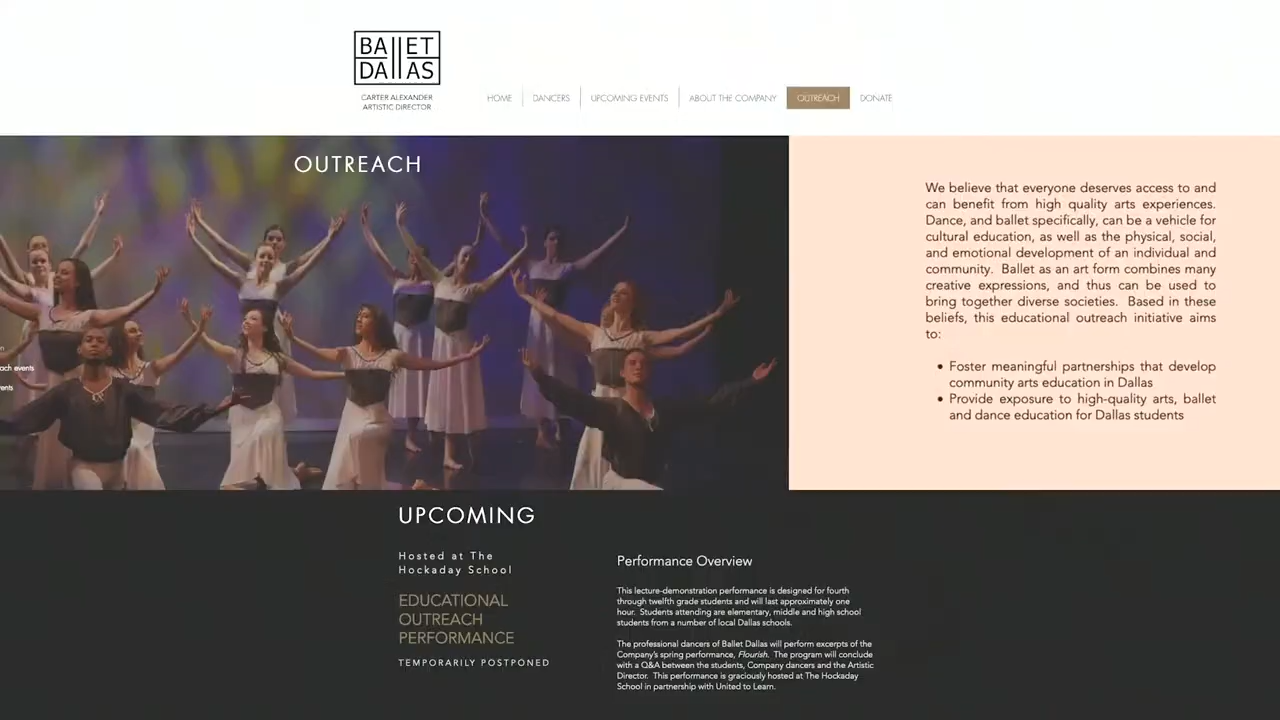 BALLET
DALLAS
CARTER ALEXANDER
ARTISTIC DIRECTOR
HOME
DANCERS
UPCOMING EVENTS
ABOUT THE COMPANY
OUTREACH
DONATE
OUTREACH
ach events
We believe that everyone deserves access to and
can benefit from high quality arts experiences.
Dance, and ballet specifically, can be a vehicle for
cultural education, as well as the physical, social,
and emotional development of an individual and
community. Ballet as an art form combines many
creative expressions, and thus can be used to
bring together diverse societies. Based in these
beliefs, this educational outreach initiative aims
to:
• Foster meaningful partnerships that develop
community arts education in Dallas
• Provide exposure to high-quality arts, ballet
and dance education for Dallas students
UPCOMING
Hosted at The
Hockaday School
EDUCATIONAL
OUTREACH
PERFORMANCE
TEMPORARILY POSTPONED
Performance Overview
This lecture-demonstration performance is designed for fourth
through twelfth grade students and will last approximately one
hour. Students attending are elementary, middle and high school
students from a number of local Dallas schools.
The professional dancers of Ballet Dallas will perform excerpts of the
Company's spring performance, Flourish. The program will conclude
with a Q&A between the students, Company dancers and the Artistic
Director. This performance is graciously hosted at The Hockaday
School in partnership with United to Learn.